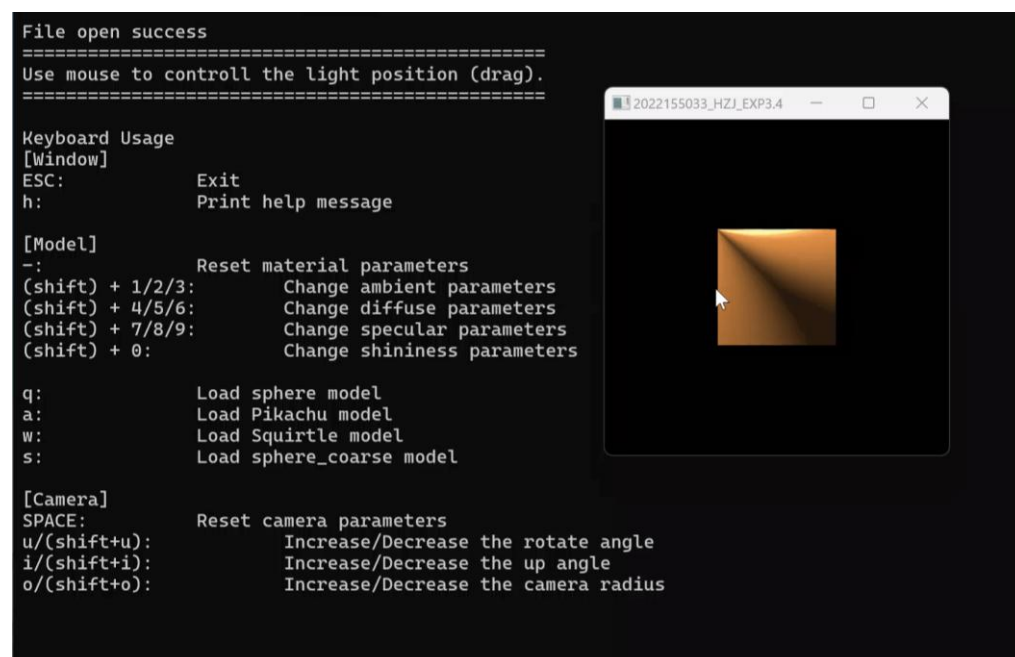 File open success
================================================
Use mouse to controll the light position (drag).
================================================
2022155033_HZJ_EXP3.4
Keyboard Usage
[Window]
ESC: Exit
h: Print help message
[Model]
-: Reset material parameters
(shift) + 1/2/3: Change ambient parameters
(shift) + 4/5/6: Change diffuse parameters
(shift) + 7/8/9: Change specular parameters
(shift) + 0: Change shininess parameters
q: Load sphere model
a: Load Pikachu model
w: Load Squirtle model
s: Load sphere_coarse model
[Camera]
SPACE: Reset camera parameters
u/(shift+u): Increase/Decrease the rotate angle
i/(shift+i): Increase/Decrease the up angle
o/(shift+o): Increase/Decrease the camera radius